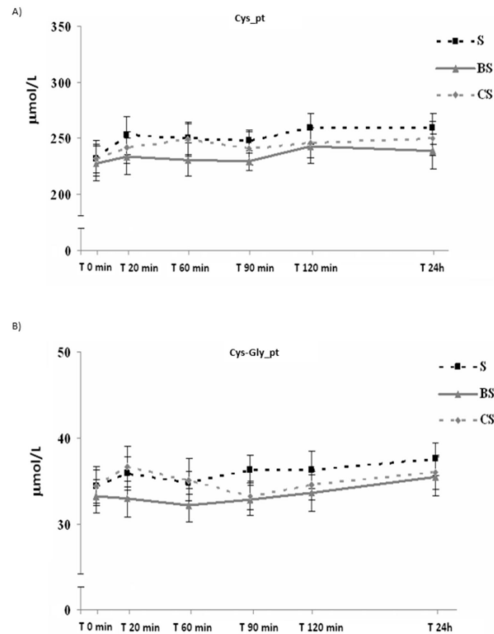 A)
Cys_pt
350
300
250
200
0
μmol/L
S
BS
CS
T 0 min T 20 min T 60 min T 90 min T 120 min T 24h
B)
Cys-Gly_pt
50
40
30
0
μmol/L
S
BS
CS
T 0 min T 20 min T 60 min T 90 min T 120 min T 24h